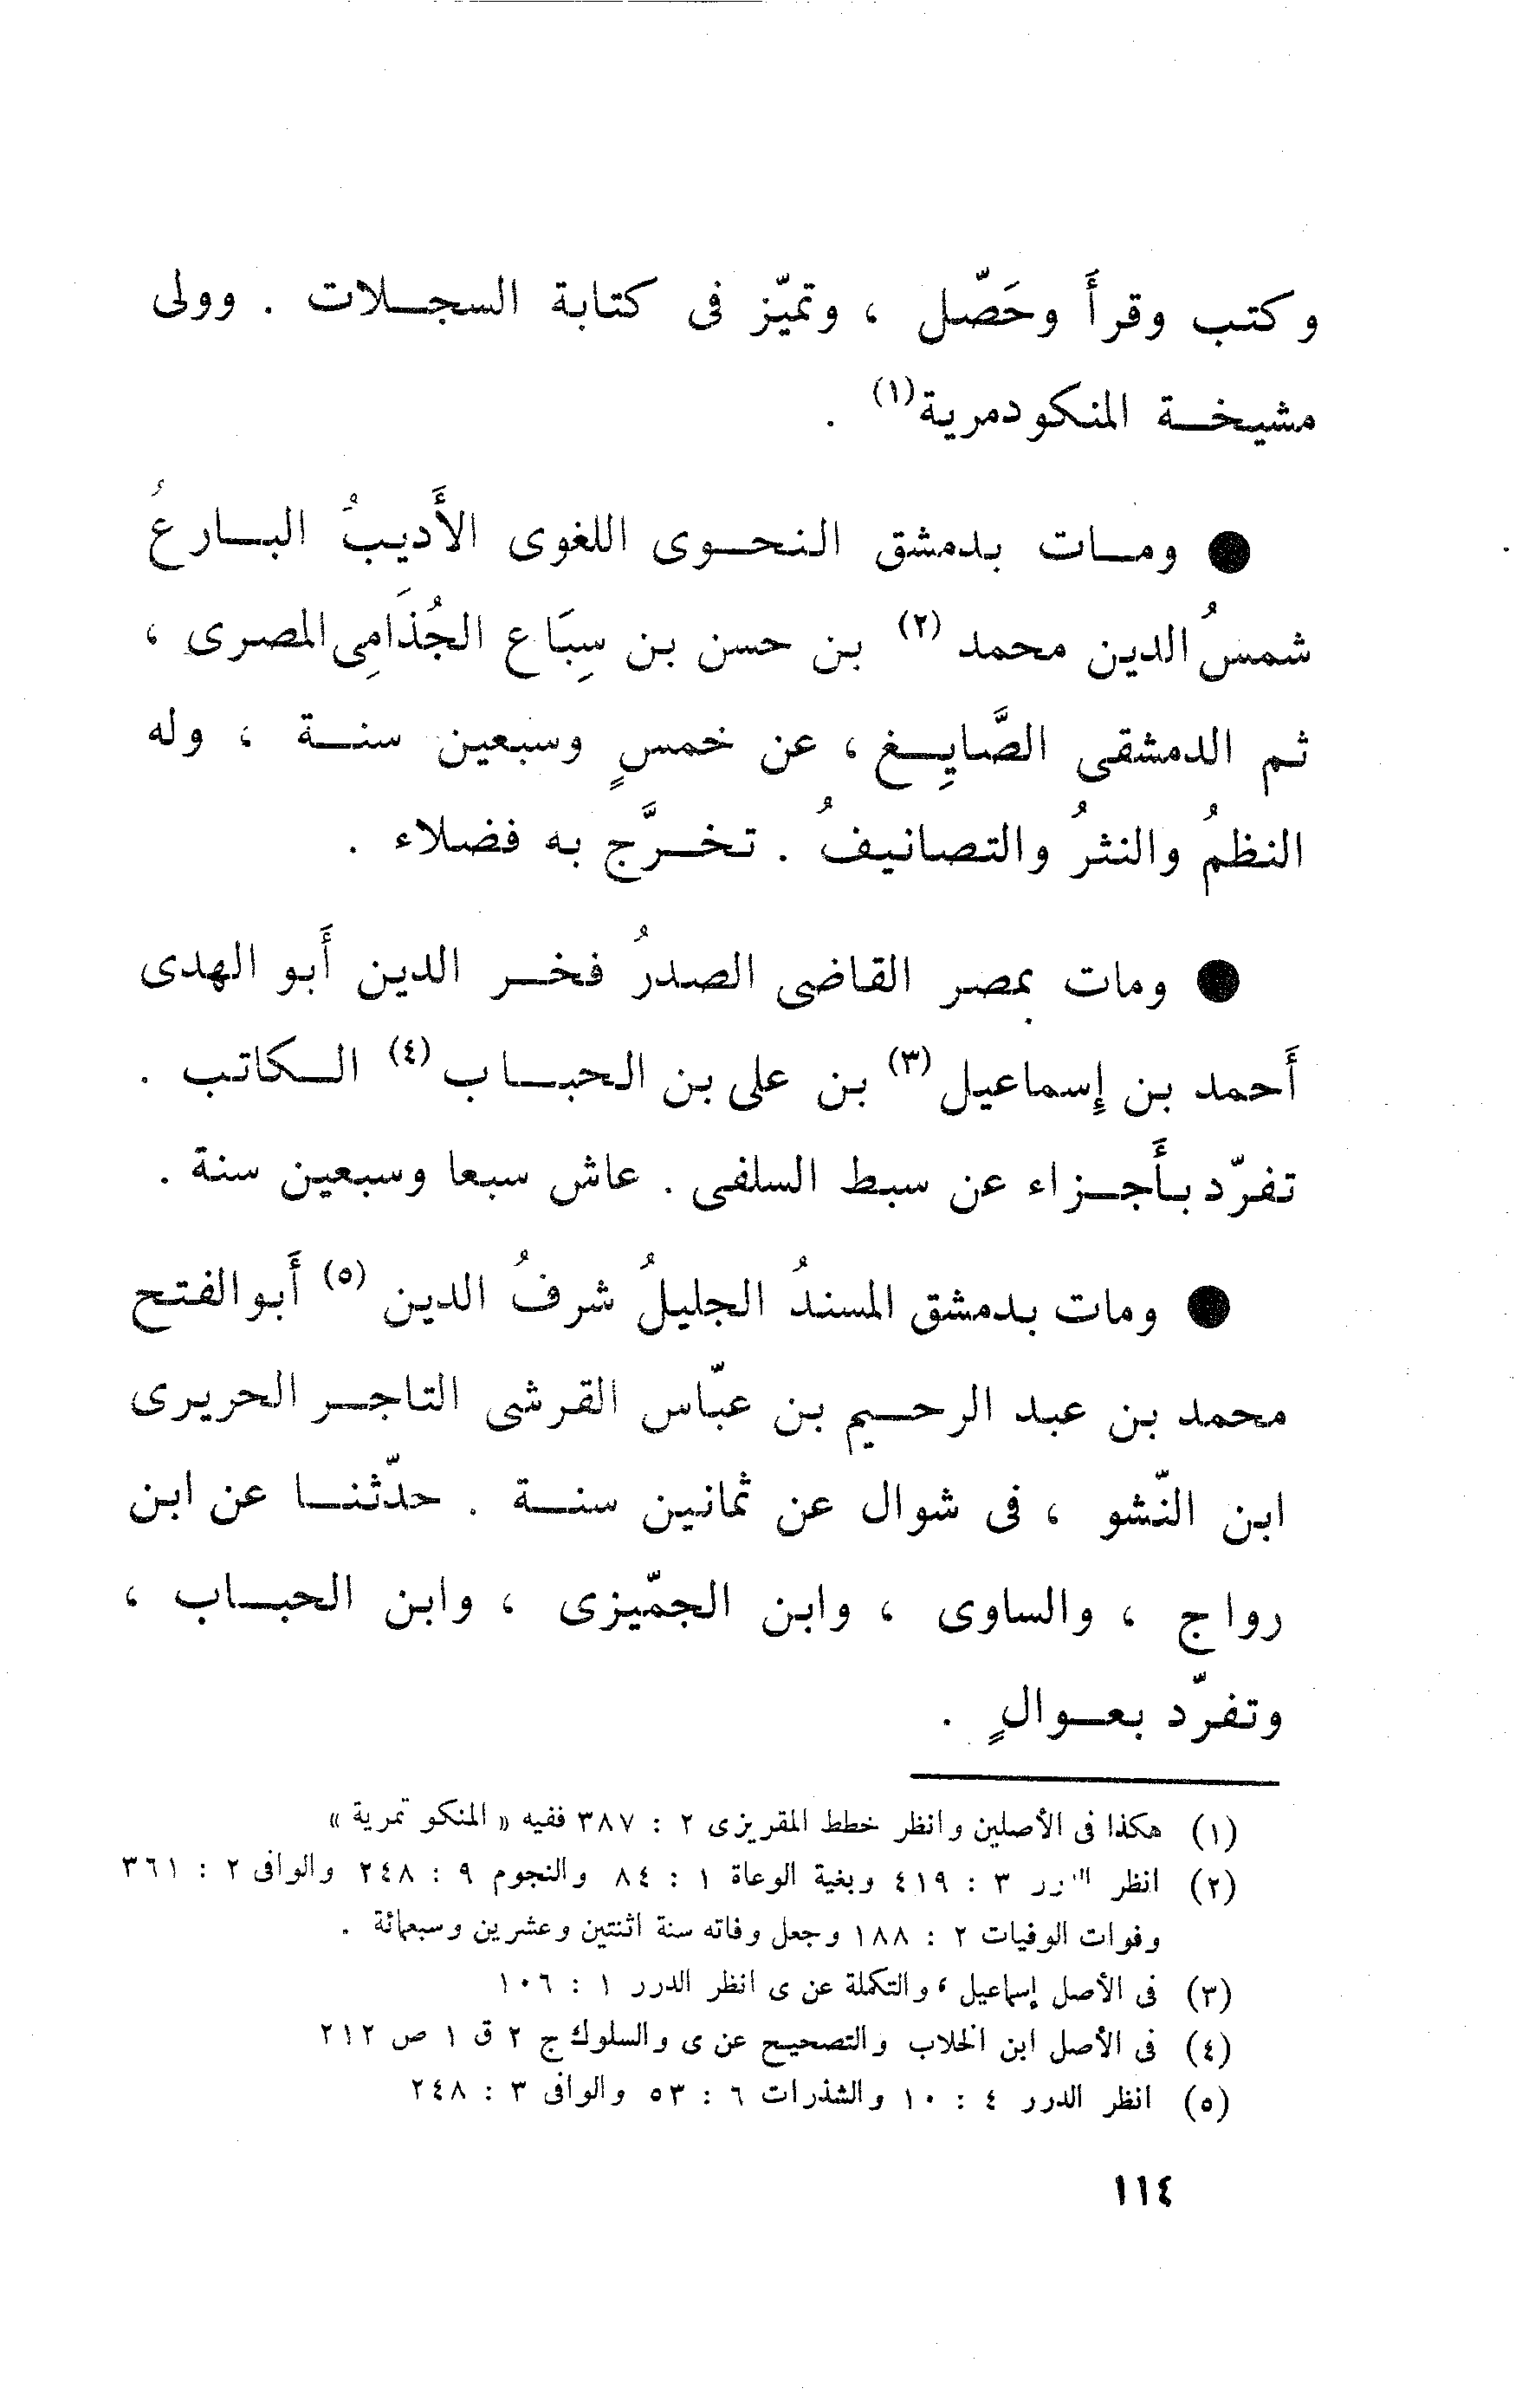 وكتب وقرأَ وحَصّل ، وتميّز فى كتابة السجلات . وولى
مشيخة المنكودمرية(١) .
● ومات بدمشق النحوى اللغوى الأَديبُ البارعُ
شمسُ الدين محمد (٢) بن حسن بن سِبَاع الجُذَامِى المصرى ،
ثم الدمشقى الصَّايِغ ، عن خمسٍ وسبعين سنة ، وله
النظمُ والنثرُ والتصانيفُ . تخرَّج به فضلاء .
● ومات بمصر القاضى الصدرُ فخر الدين أَبو الهدى
أَحمد بن إِسماعيل (٣) بن على بن الحباب (٤) الكاتب .
تفرّد بأَجزاء عن سبط السلفى . عاش سبعا وسبعين سنة .
● ومات بدمشق المسندُ الجليلُ شرفُ الدين (٥) أَبوالفتح
محمد بن عبد الرحيم بن عبّاس القرشى التاجر الحريرى
ابن النّشو ، فى شوال عن ثمانين سنة . حدّثنا عن ابن
رواج ، والساوى ، وابن الجمّيزى ، وابن الحباب ،
وتفرّد بعوالٍ .
(١) هكذا فى الأصلين وانظر خطط المقريزى ٢ : ٣٨٧ ففيه « المنكو تمرية »
(٢) انظر ٣ : ٤١٩ وبغية الوعاة ١ : ٨٤ والنجوم ٩ : ٢٤٨ والوافى ٢ : ٣٦١
وفوات الوفيات ٢ : ١٨٨ وجعل وفاته سنة اثنتين وعشرين وسبعمائة .
(٣) فى الأصل إسماعيل ، والتكملة عن ى انظر الدرر ١ : ١٠٦
(٤) فى الأصل ابن الخلاب والتصحيح عن ى والسلوك ج ٢ ق ١ ص ٢١٢
(٥) انظر الدرر ٤ : ١٠ والشذرات ٦ : ٥٣ والوافى ٣ : ٢٤٨
١١٤